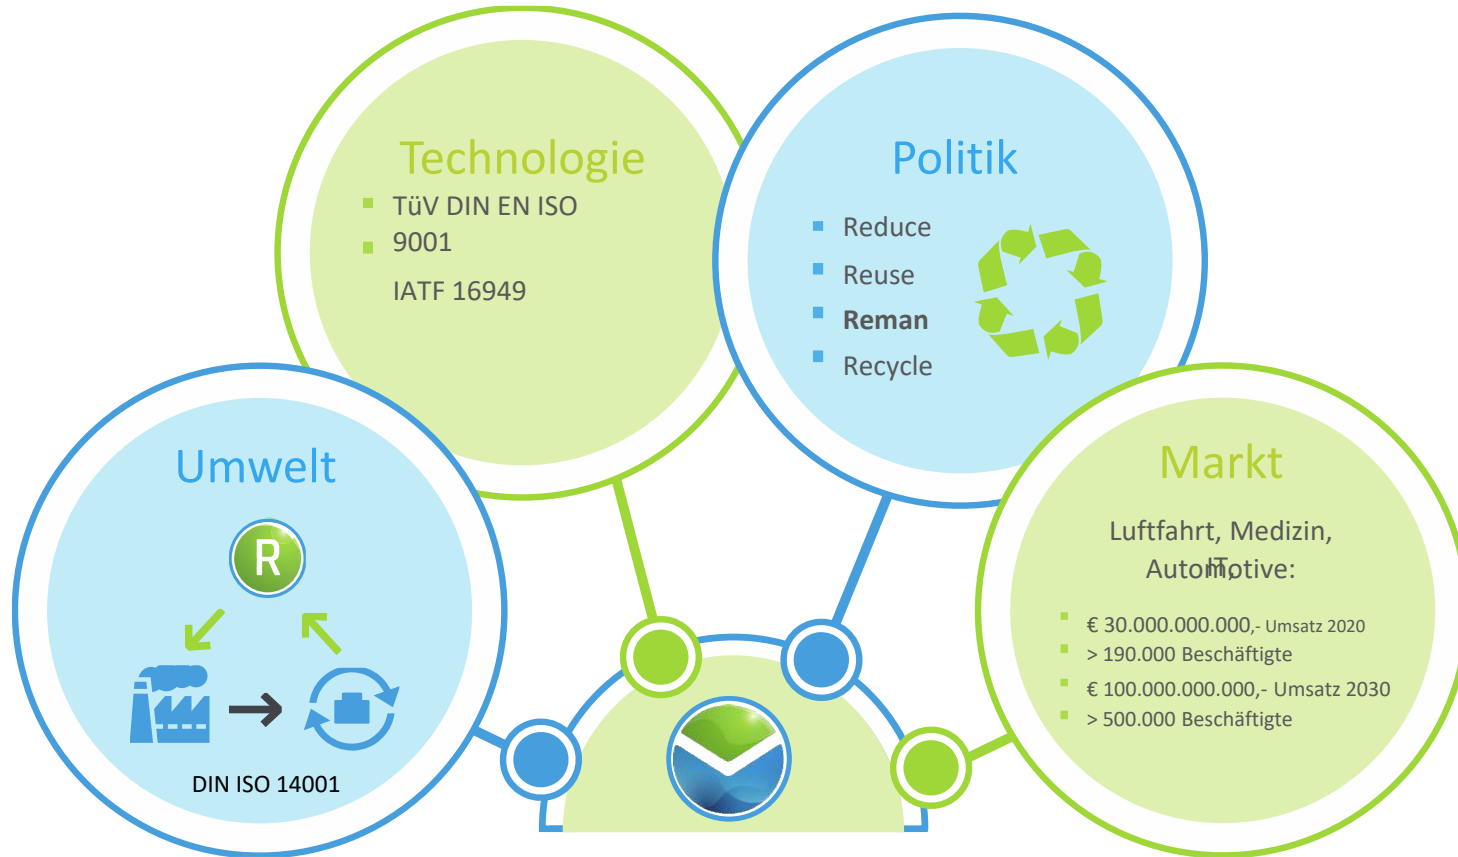 Technologie
TüV DIN EN ISO
9001
IATF 16949
Politik
Reduce
Reuse
Reman
Recycle
Umwelt
R
DIN ISO 14001
Markt
Luftfahrt, Medizin,
IT,
Automotive:
€ 30.000.000.000,- Umsatz 2020
> 190.000 Beschäftigte
€ 100.000.000.000,- Umsatz 2030
> 500.000 Beschäftigte